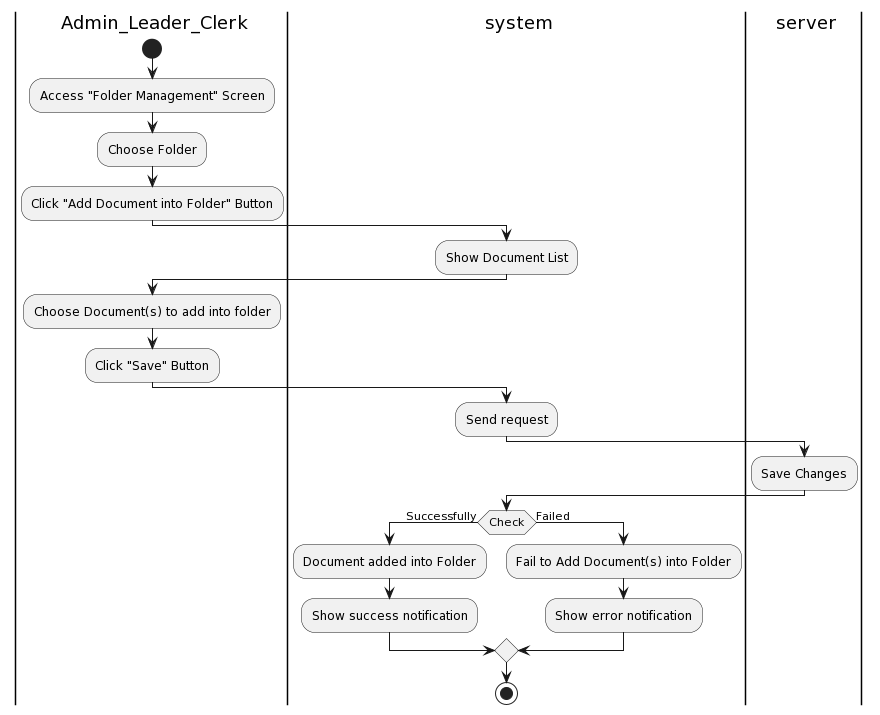 Admin_Leader_Clerk
system
server
Access "Folder Management" Screen
Choose Folder
Click "Add Document into Folder" Button
Show Document List
Choose Document(s) to add into folder
Click "Save" Button
Send request
Save Changes
Successfully
Check
Failed
Document added into Folder
Fail to Add Document(s) into Folder
Show success notification
Show error notification